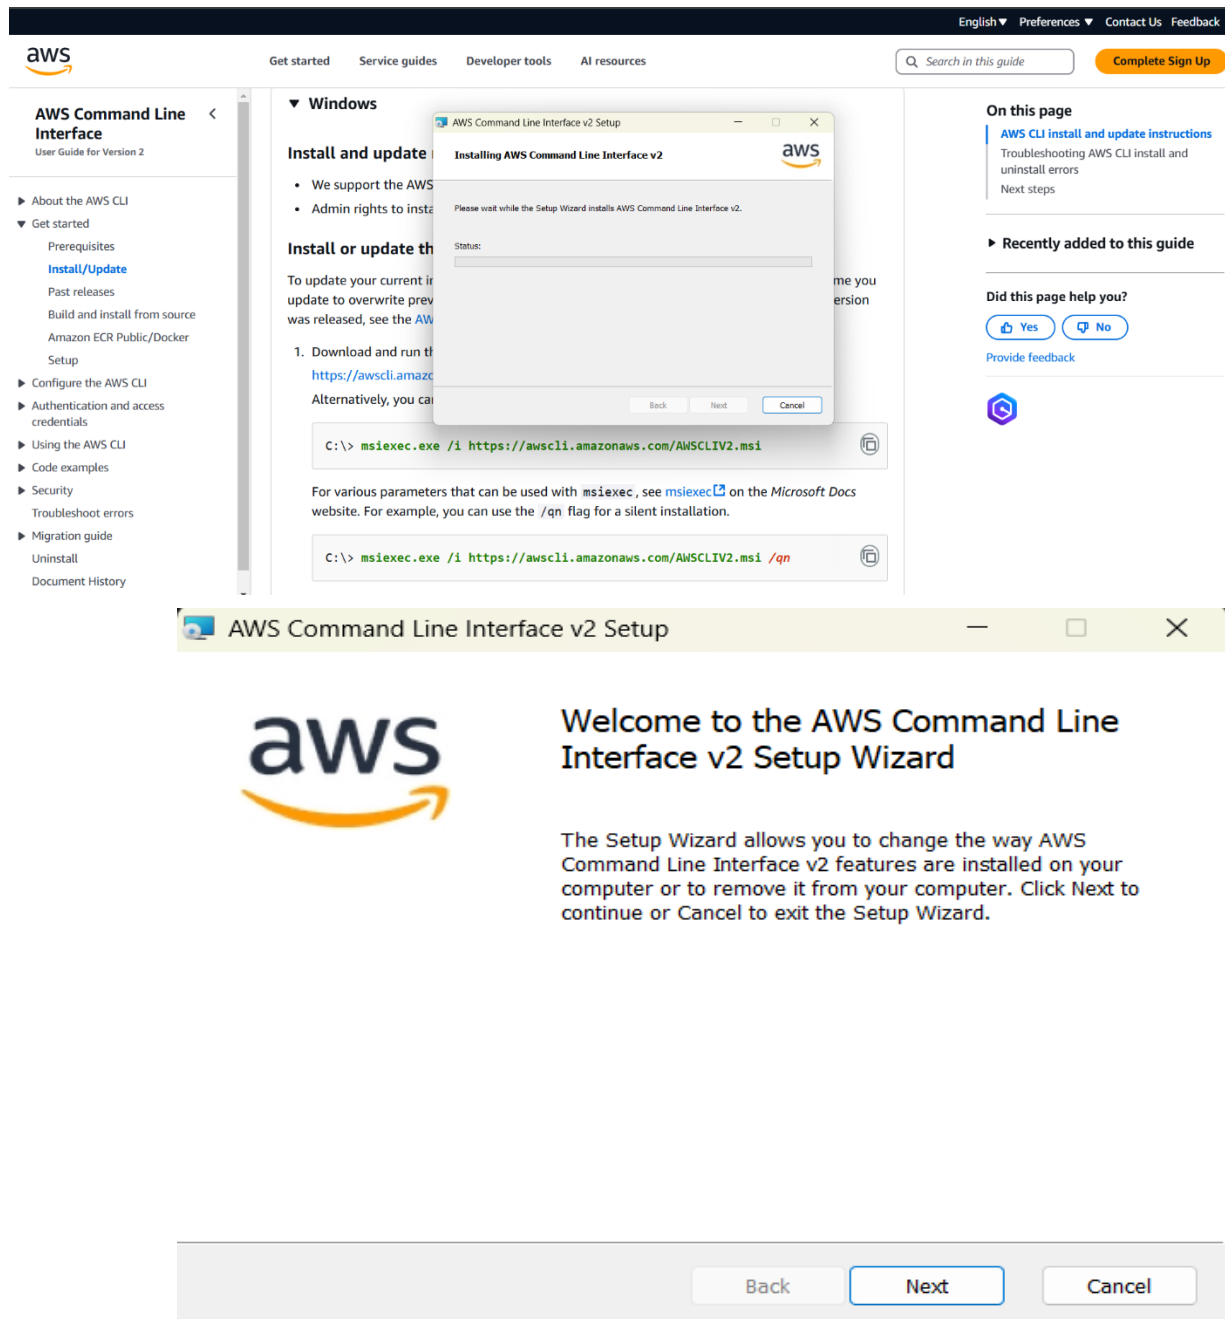 English▼ Preferences ▼ Contact Us Feedback
aws
Get started Service guides Developer tools AI resources
Search in this guide
Complete Sign Up
AWS Command Line
Interface
User Guide for Version 2
About the AWS CLI
Get started
Prerequisites
Install/Update
Past releases
Build and install from source
Amazon ECR Public/Docker
Setup
Configure the AWS CLI
Authentication and access
credentials
Using the AWS CLI
Code examples
Security
Troubleshoot errors
Migration guide
Uninstall
Document History
▼ Windows
Install and update
• We support the AWS
• Admin rights to insta
Install or update th
To update your current in me you
update to overwrite prev ersion
was released, see the AW
1. Download and run th
https://awscli.amazo
Alternatively, you can
C:\> msiexec.exe /i https://awscli.amazonaws.com/AWSCLIV2.msi
For various parameters that can be used with msiexec, see msiexec on the Microsoft Docs
website. For example, you can use the /qn flag for a silent installation.
C:\> msiexec.exe /i https://awscli.amazonaws.com/AWSCLIV2.msi /qn
AWS Command Line Interface v2 Setup
Installing AWS Command Line Interface v2
aws
Please wait while the Setup Wizard installs AWS Command Line Interface v2.
Status:
Back Next Cancel
On this page
AWS CLI install and update instructions
Troubleshooting AWS CLI install and
uninstall errors
Next steps
Recently added to this guide
Did this page help you?
Yes No
Provide feedback
AWS Command Line Interface v2 Setup
aws
Welcome to the AWS Command Line
Interface v2 Setup Wizard
The Setup Wizard allows you to change the way AWS
Command Line Interface v2 features are installed on your
computer or to remove it from your computer. Click Next to
continue or Cancel to exit the Setup Wizard.
Back Next Cancel